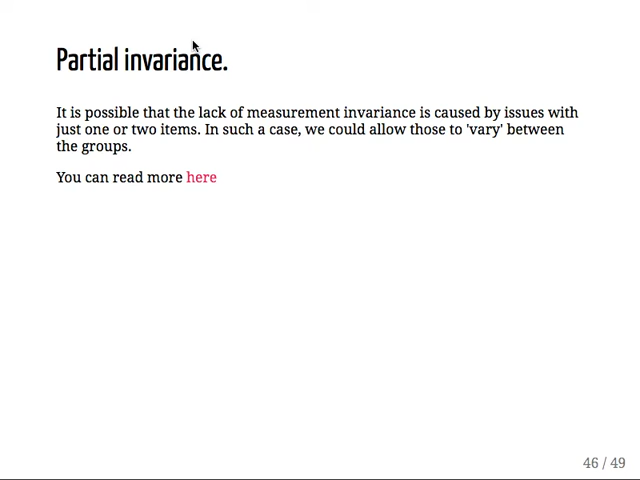 Partial invariance.
It is possible that the lack of measurement invariance is caused by issues with
just one or two items. In such a case, we could allow those to 'vary' between
the groups.
You can read more here
46 / 49